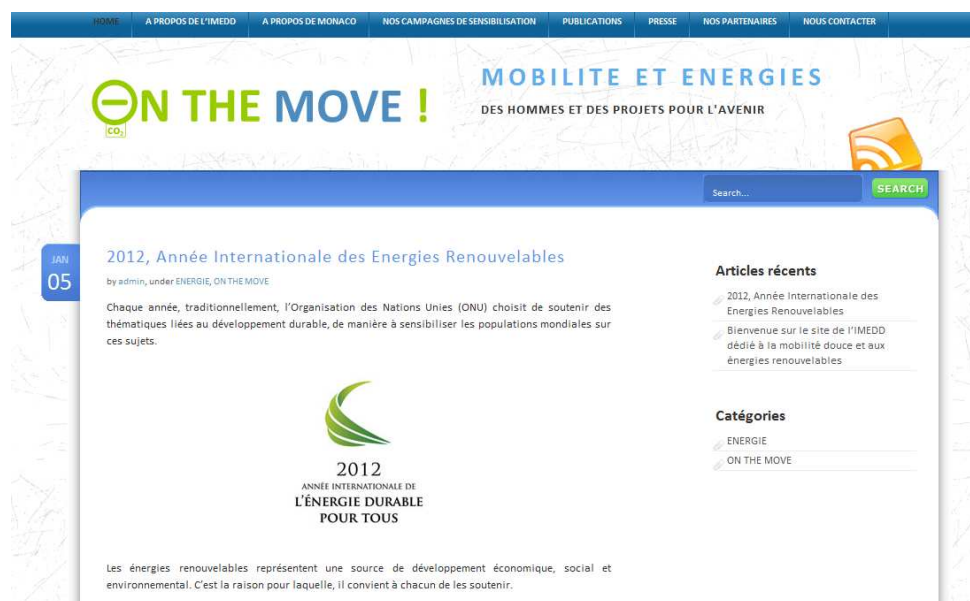 HOME A PROPOS DE L'IMEDD A PROPOS DE MONACO NOS CAMPAGNES DE SENSIBILISATION PUBLICATIONS PRESSE NOS PARTENAIRES NOUS CONTACTER
ON THE MOVE !
CO₂
MOBILITE ET ENERGIES
DES HOMMES ET DES PROJETS POUR L'AVENIR
Search...
SEARCH
JAN
05
2012, Année Internationale des Energies Renouvelables
by admin, under ENERGIE, ON THE MOVE
Chaque année, traditionnellement, l'Organisation des Nations Unies (ONU) choisit de soutenir des
thématiques liées au développement durable, de manière à sensibiliser les populations mondiales sur
ces sujets.
2012
ANNÉE INTERNATIONALE DE
L'ÉNERGIE DURABLE
POUR TOUS
Les énergies renouvelables représentent une source de développement économique, social et
environnemental. C'est la raison pour laquelle, il convient à chacun de les soutenir.
Articles récents
2012, Année Internationale des
Energies Renouvelables
Bienvenue sur le site de l'IMEDD
dédié à la mobilité douce et aux
énergies renouvelables
Catégories
ENERGIE
ON THE MOVE